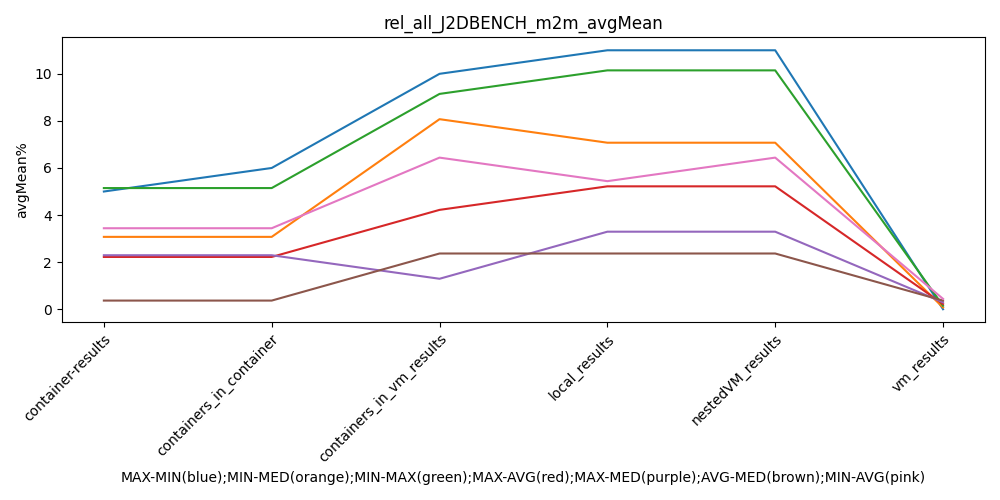 rel_all_J2DBENCH_m2m_avgMean
avgMean%
10
8
6
4
2
0
container-results
containers_in_container
containers_in_vm_results
local_results
nestedVM_results
vm_results
MAX-MIN(blue);MIN-MED(orange);MIN-MAX(green);MAX-AVG(red);MAX-MED(purple);AVG-MED(brown);MIN-AVG(pink)